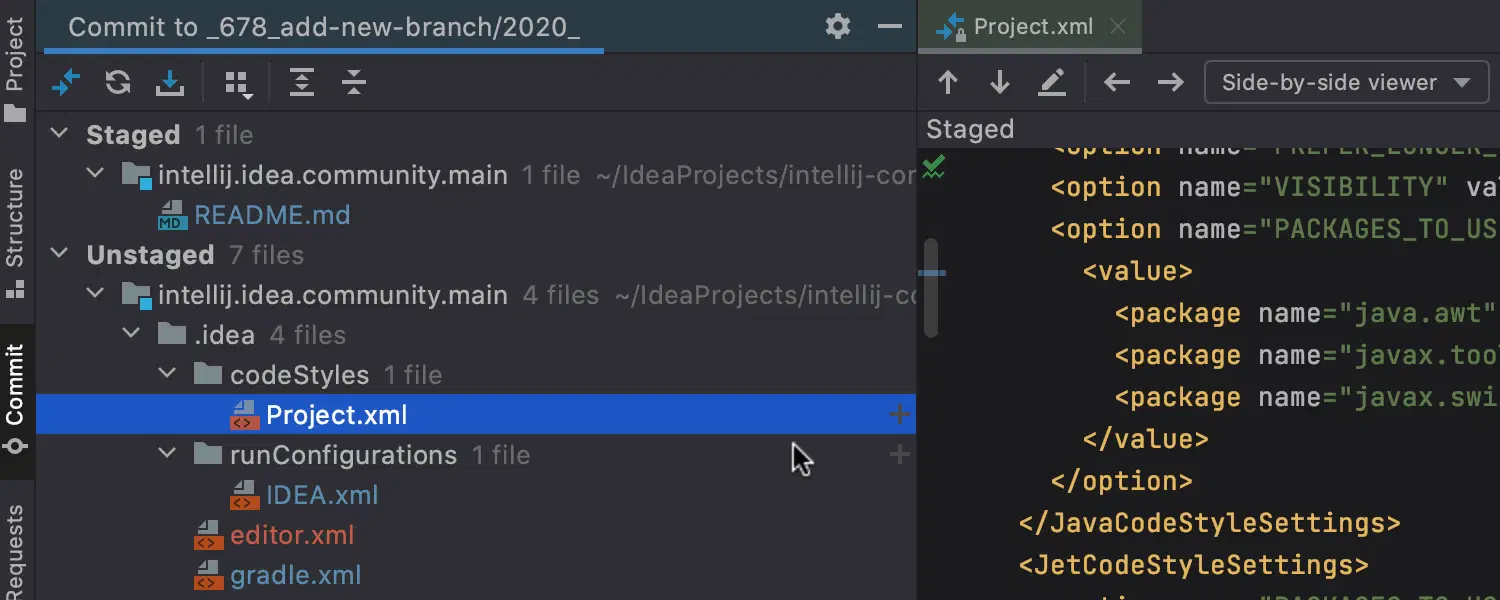 Project
Structure
Commit
Requests
Commit to _678_add-new-branch/2020_
Staged 1 file
intellij.idea.community.main 1 file ~/IdeaProjects/intellij-cor
MD README.md
Unstaged 7 files
intellij.idea.community.main 4 files ~/IdeaProjects/intellij-co
.idea 4 files
codeStyles 1 file
<> Project.xml
runConfigurations 1 file
<> IDEA.xml
<> editor.xml
<> gradle.xml
Project.xml
Side-by-side viewer
Staged
<option name="PREFER_LONGER_
<option name="VISIBILITY" va
<option name="PACKAGES_TO_US
<value>
<package name="java.awt"
<package name="javax.too
<package name="javax.swi
</value>
</option>
</JavaCodeStyleSettings>
<JetCodeStyleSettings>